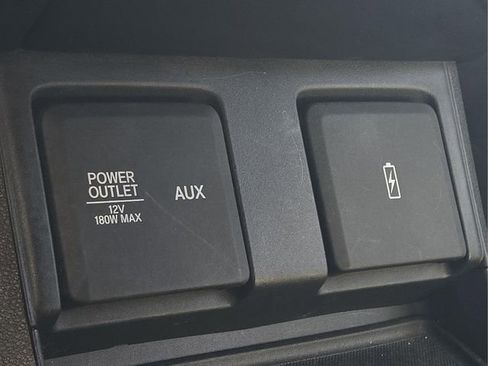 POWER
OUTLET
12V
180W MAX
AUX